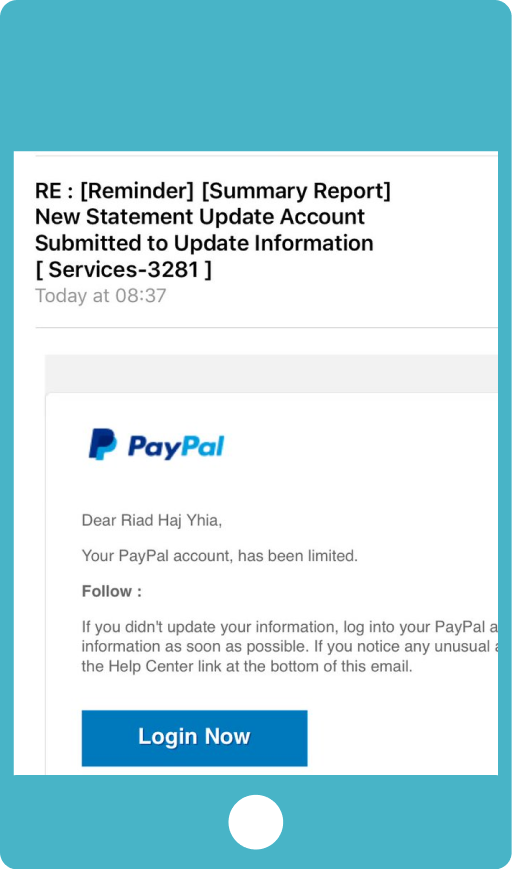 RE : [Reminder] [Summary Report]
New Statement Update Account
Submitted to Update Information
[ Services-3281 ]
Today at 08:37
PayPal
Dear Riad Haj Yhia,
Your PayPal account, has been limited.
Follow :
If you didn't update your information, log into your PayPal a
information as soon as possible. If you notice any unusual a
the Help Center link at the bottom of this email.
Login Now